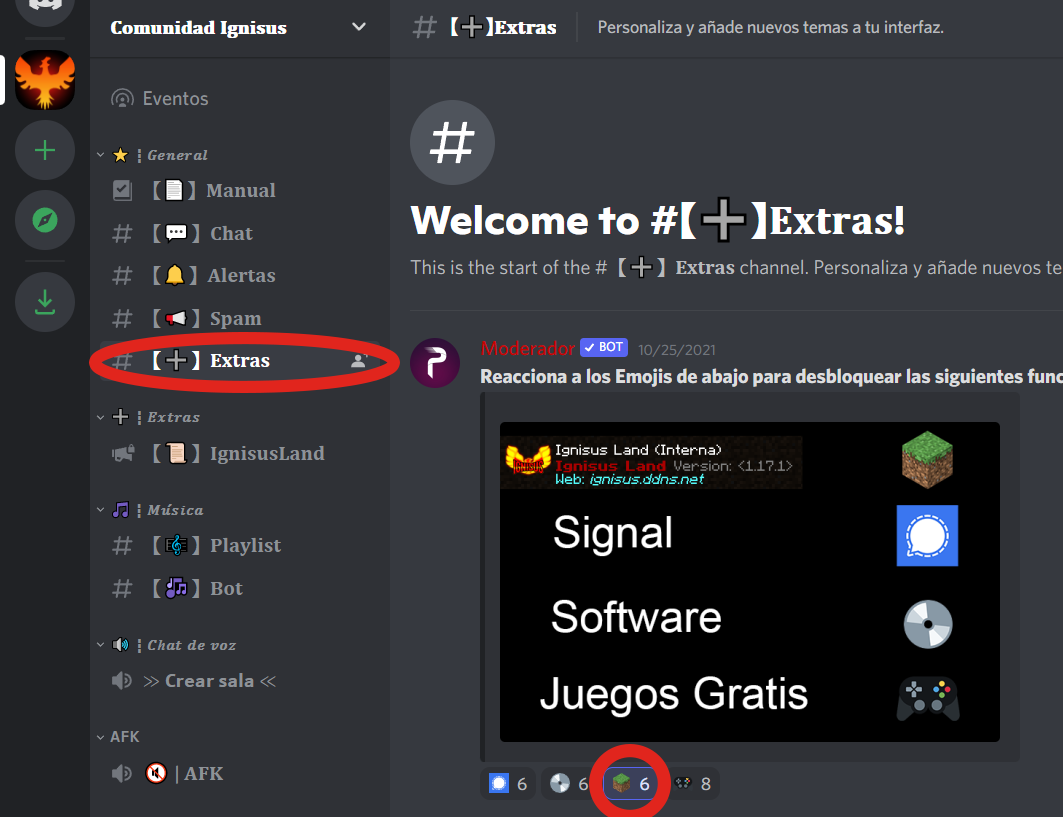 Comunidad Ignisus
Eventos
General
【📄】Manual
【💬】Chat
【🔔】Alertas
【📢】Spam
【➕】Extras
➕ ┆ Extras
【📜】IgnisusLand
🎵 ┆ Música
【🎼】Playlist
【🎶】Bot
🔊 ┆ Chat de voz
≫ Crear sala ≪
AFK
🔇 | AFK
# 【➕】Extras
Personaliza y añade nuevos temas a tu interfaz.
Welcome to #【➕】Extras!
This is the start of the #【➕】Extras channel. Personaliza y añade nuevos te
Moderador ✓ BOT 10/25/2021
Reacciona a los Emojis de abajo para desbloquear las siguientes func
Ignisus Land (Interna)
Ignisus Land Version: <1.17.1>
Web: ignisus.ddns.net
Signal
Software
Juegos Gratis
6 6 6 8